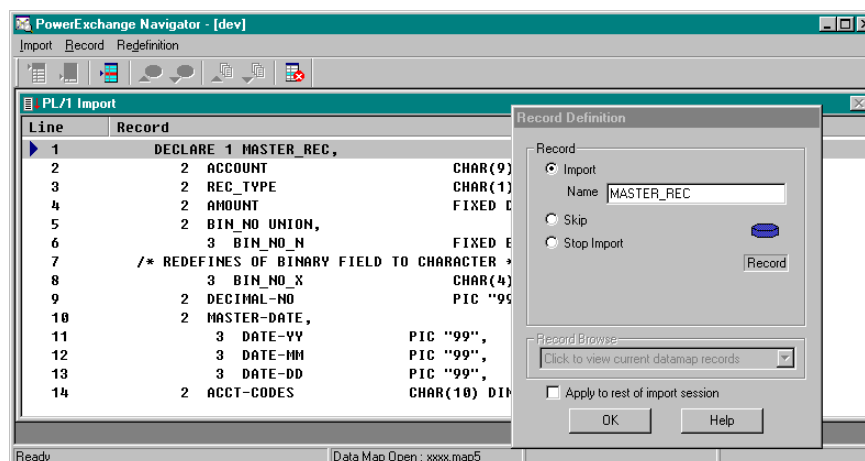 PowerExchange Navigator - [dev]
Import Record Redefinition
PL/1 Import
Line Record
1 DECLARE 1 MASTER_REC,
2 2 ACCOUNT CHAR(9)
3 2 REC_TYPE CHAR(1)
4 2 AMOUNT FIXED
5 2 BIN_NO UNION,
6 3 BIN_NO_N FIXED
7 /* REDEFINES OF BINARY FIELD TO CHARACTER *
8 3 BIN_NO_X CHAR(4)
9 2 DECIMAL-NO PIC "99
10 2 MASTER-DATE,
11 3 DATE-YY PIC "99",
12 3 DATE-MM PIC "99",
13 3 DATE-DD PIC "99",
14 2 ACCT-CODES CHAR(10) DIM
Record Definition
Record
Import
Name MASTER_REC
Skip
Stop Import
Record
Record Browse
Click to view current datamap records
Apply to rest of import session
OK Help
Ready Data Map Open : xxxx.map5